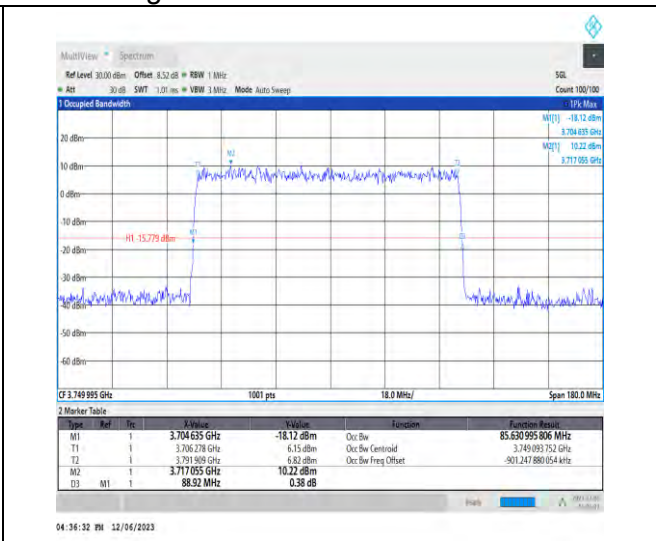 MultiView Spectrum
Ref Level 30.00 dBm Offset 8.52 dB RBW 1 MHz SGL
Att 30 dB SWT 1.01 ms VBW 3 MHz Mode Auto Sweep Count 100/100
1 Occupied Bandwidth 1Pk Max
M1[1] -18.12 dBm
3.704 635 GHz
M2[1] 10.22 dBm
3.717 055 GHz
20 dBm
M2
T1 T2
10 dBm
0 dBm
-10 dBm
M1 D3
H1 -15.779 dBm
-20 dBm
-30 dBm
-40 dBm
-50 dBm
-60 dBm
CF 3.749 995 GHz 1001 pts 18.0 MHz/ Span 180.0 MHz
2 Marker Table
Type Ref Trc X-Value Y-Value Function Function Result
M1 1 3.704 635 GHz -18.12 dBm Occ Bw 85.630 995 806 MHz
T1 1 3.706 278 GHz 6.15 dBm Occ Bw Centroid 3.749 093 752 GHz
T2 1 3.791 909 GHz 6.82 dBm Occ Bw Freq Offset -901.247 880 054 kHz
M2 1 3.717 055 GHz 10.22 dBm
D3 M1 1 88.92 MHz 0.38 dB
04:36:32 PM 12/06/2023